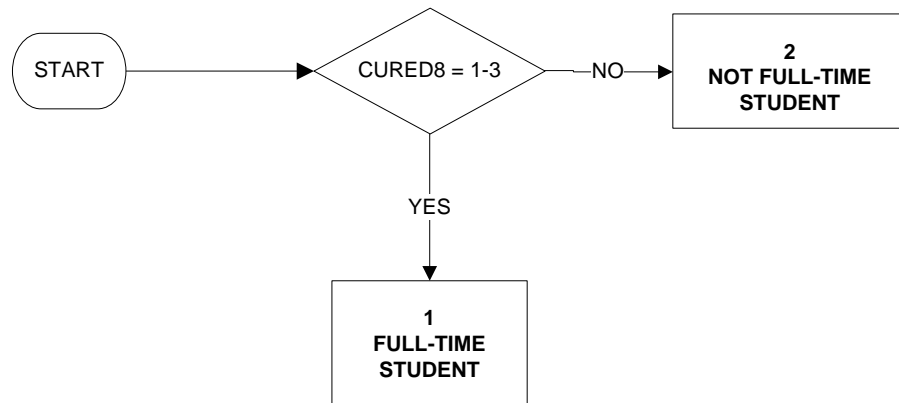 START
CURED8 = 1-3
NO
2
NOT FULL-TIME
STUDENT
YES
1
FULL-TIME
STUDENT